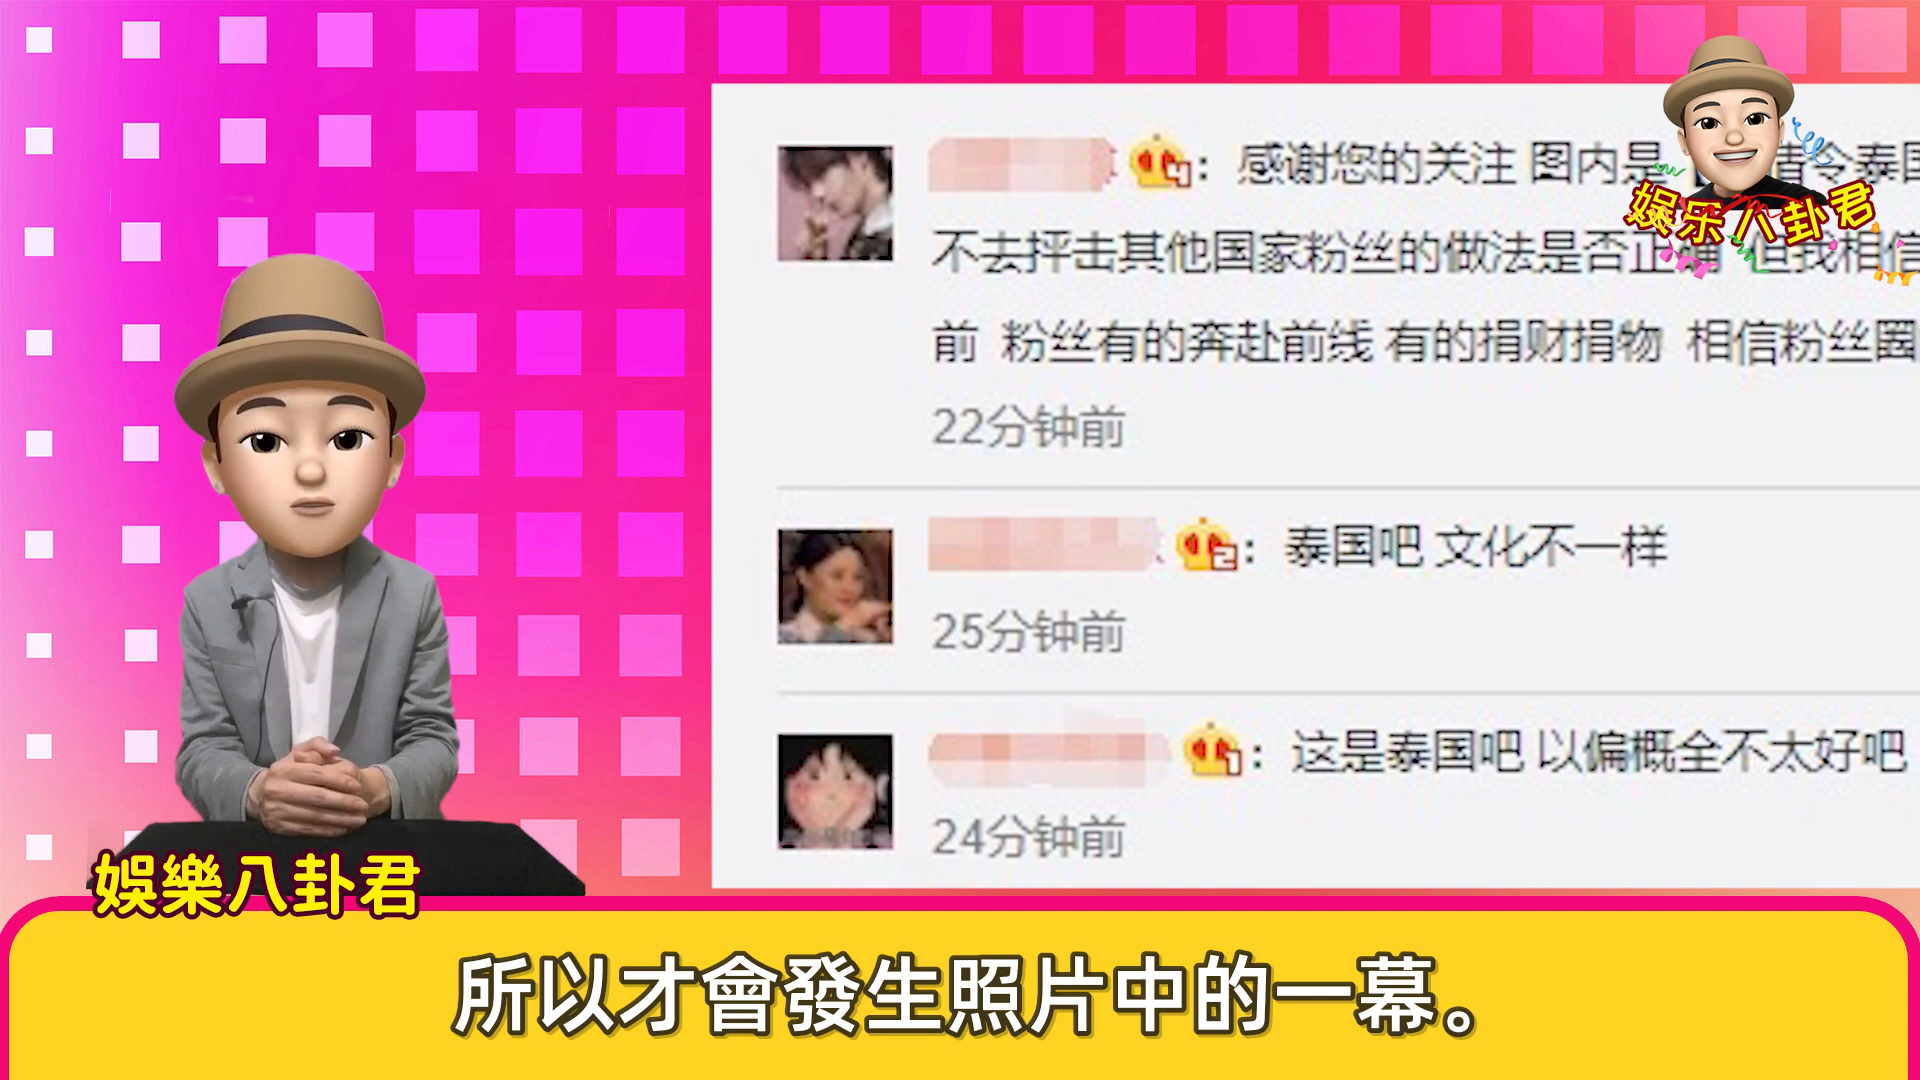 : 感谢您的关注 图内是 令泰国
不去抨击其他国家粉丝的做法是否正确 但我相信
前 粉丝有的奔赴前线 有的捐财捐物 相信粉丝圈
22分钟前
: 泰国吧 文化不一样
25分钟前
: 这是泰国吧 以偏概全不太好吧
24分钟前
娱乐八卦君
娛樂八卦君
所以才會發生照片中的一幕。